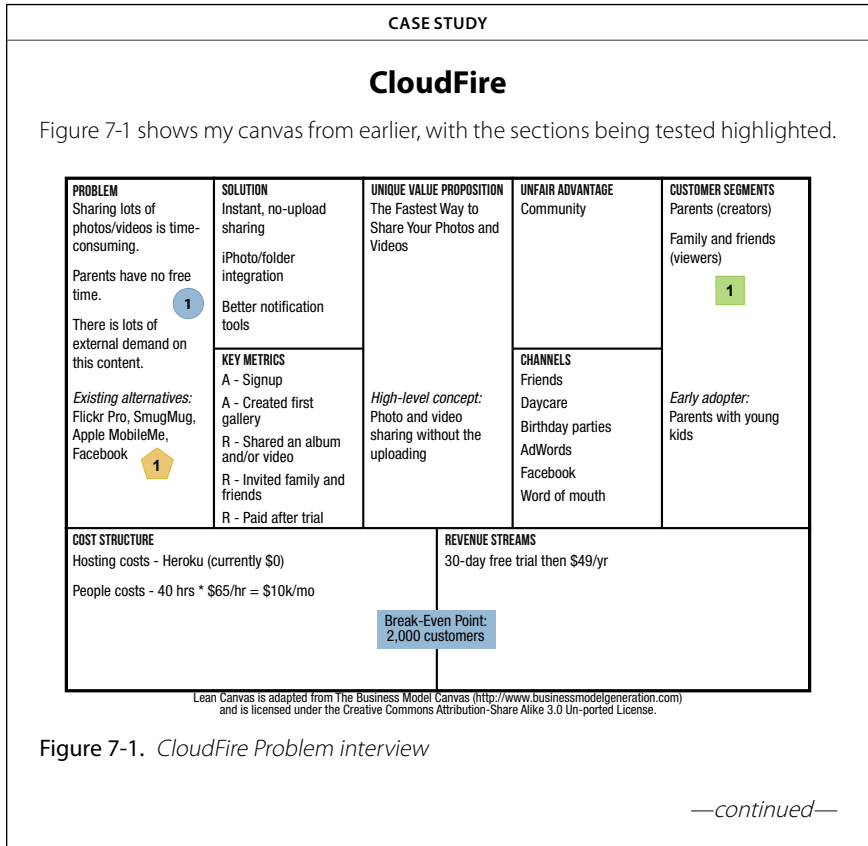 CASE STUDY
CloudFire
Figure 7-1 shows my canvas from earlier, with the sections being tested highlighted.
PROBLEM
Sharing lots of
photos/videos is time-
consuming.
Parents have no free
time.
1
There is lots of
external demand on
this content.
Existing alternatives:
Flickr Pro, SmugMug,
Apple MobileMe,
Facebook
1
SOLUTION
Instant, no-upload
sharing
iPhoto/folder
integration
Better notification
tools
KEY METRICS
A - Signup
A - Created first
gallery
R - Shared an album
and/or video
R - Invited family and
friends
R - Paid after trial
UNIQUE VALUE PROPOSITION
The Fastest Way to
Share Your Photos and
Videos
High-level concept:
Photo and video
sharing without the
uploading
UNFAIR ADVANTAGE
Community
CHANNELS
Friends
Daycare
Birthday parties
AdWords
Facebook
Word of mouth
CUSTOMER SEGMENTS
Parents (creators)
Family and friends
(viewers)
1
Early adopter:
Parents with young
kids
COST STRUCTURE
Hosting costs - Heroku (currently $0)
People costs - 40 hrs * $65/hr = $10k/mo
REVENUE STREAMS
30-day free trial then $49/yr
Break-Even Point:
2,000 customers
Lean Canvas is adapted from The Business Model Canvas (http://www.businessmodelgeneration.com)
and is licensed under the Creative Commons Attribution-Share Alike 3.0 Un-ported License.
Figure 7-1. CloudFire Problem interview
—continued—